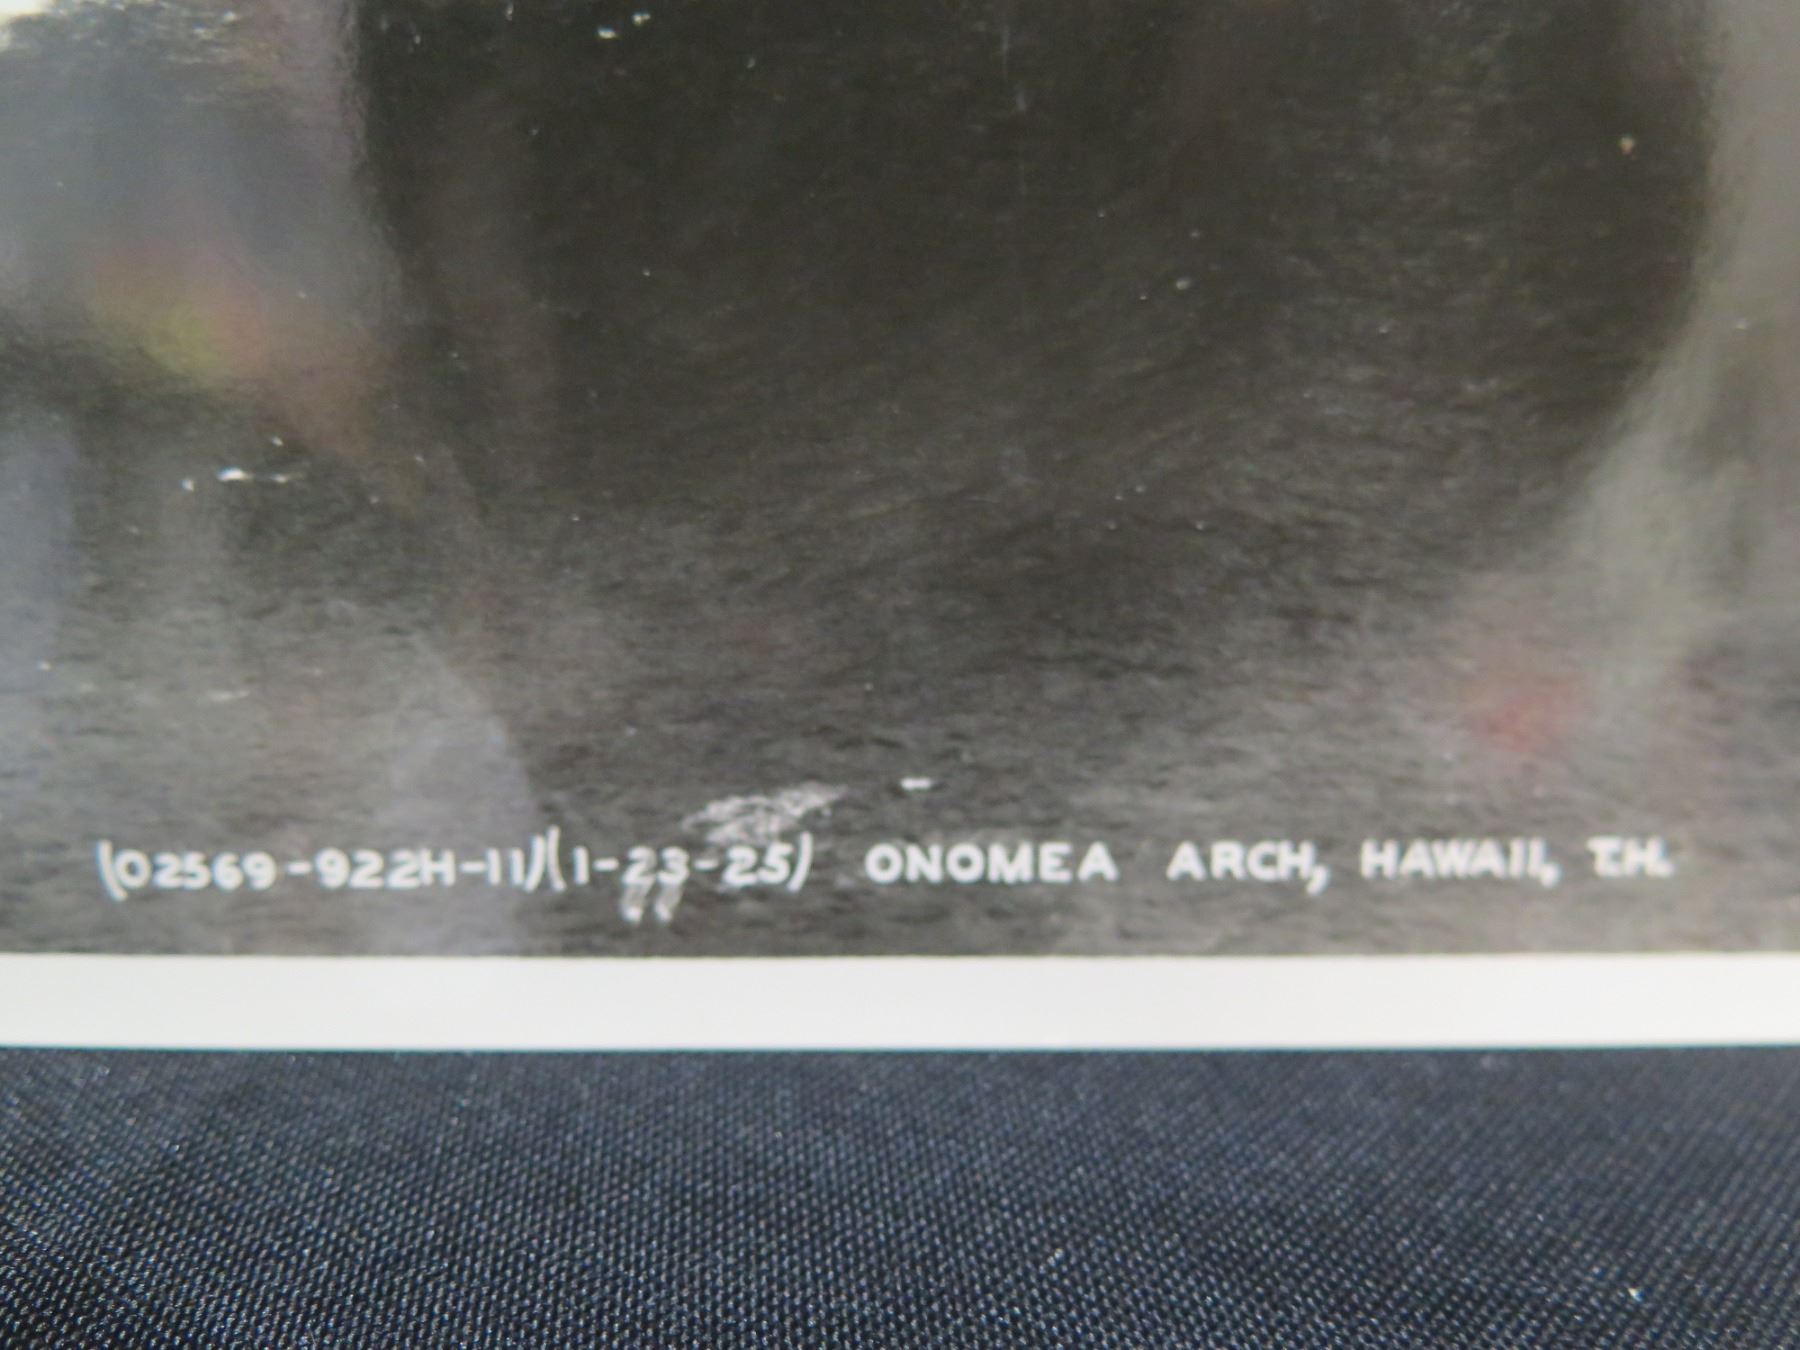 (02569-922H-11)(1-23-25) ONOMEA ARCH, HAWAII, T.H.